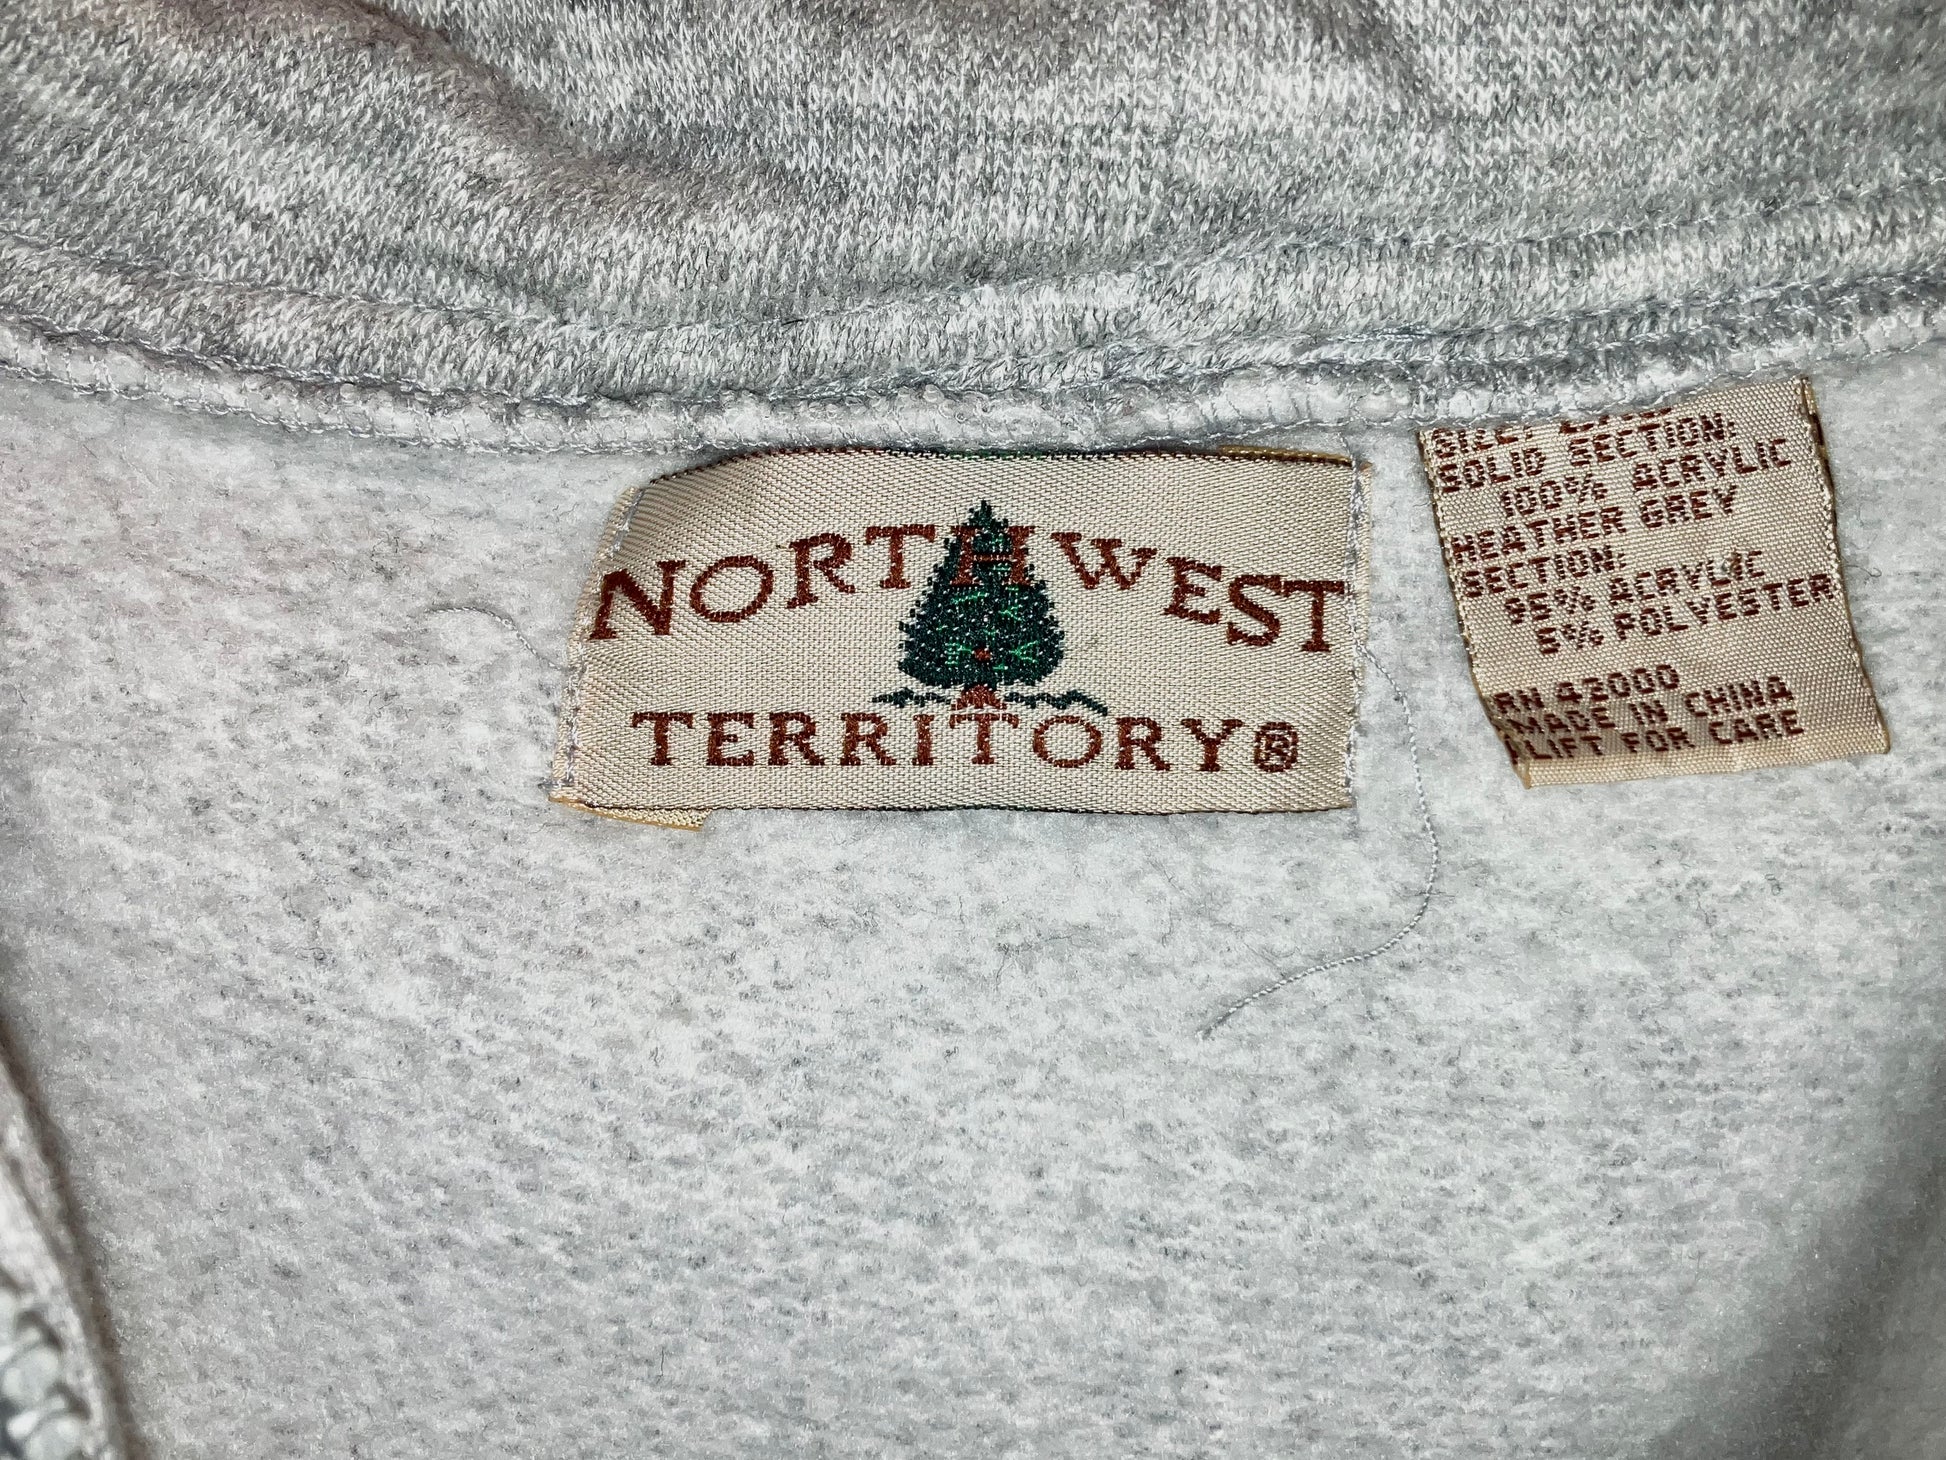 NORTHWEST
TERRITORY®
SOLID SECTION:
100% ACRYLIC
HEATHER GREY
SECTION:
95% ACRYLIC
5% POLYESTER
RN 42000
MADE IN CHINA
LIFT FOR CARE